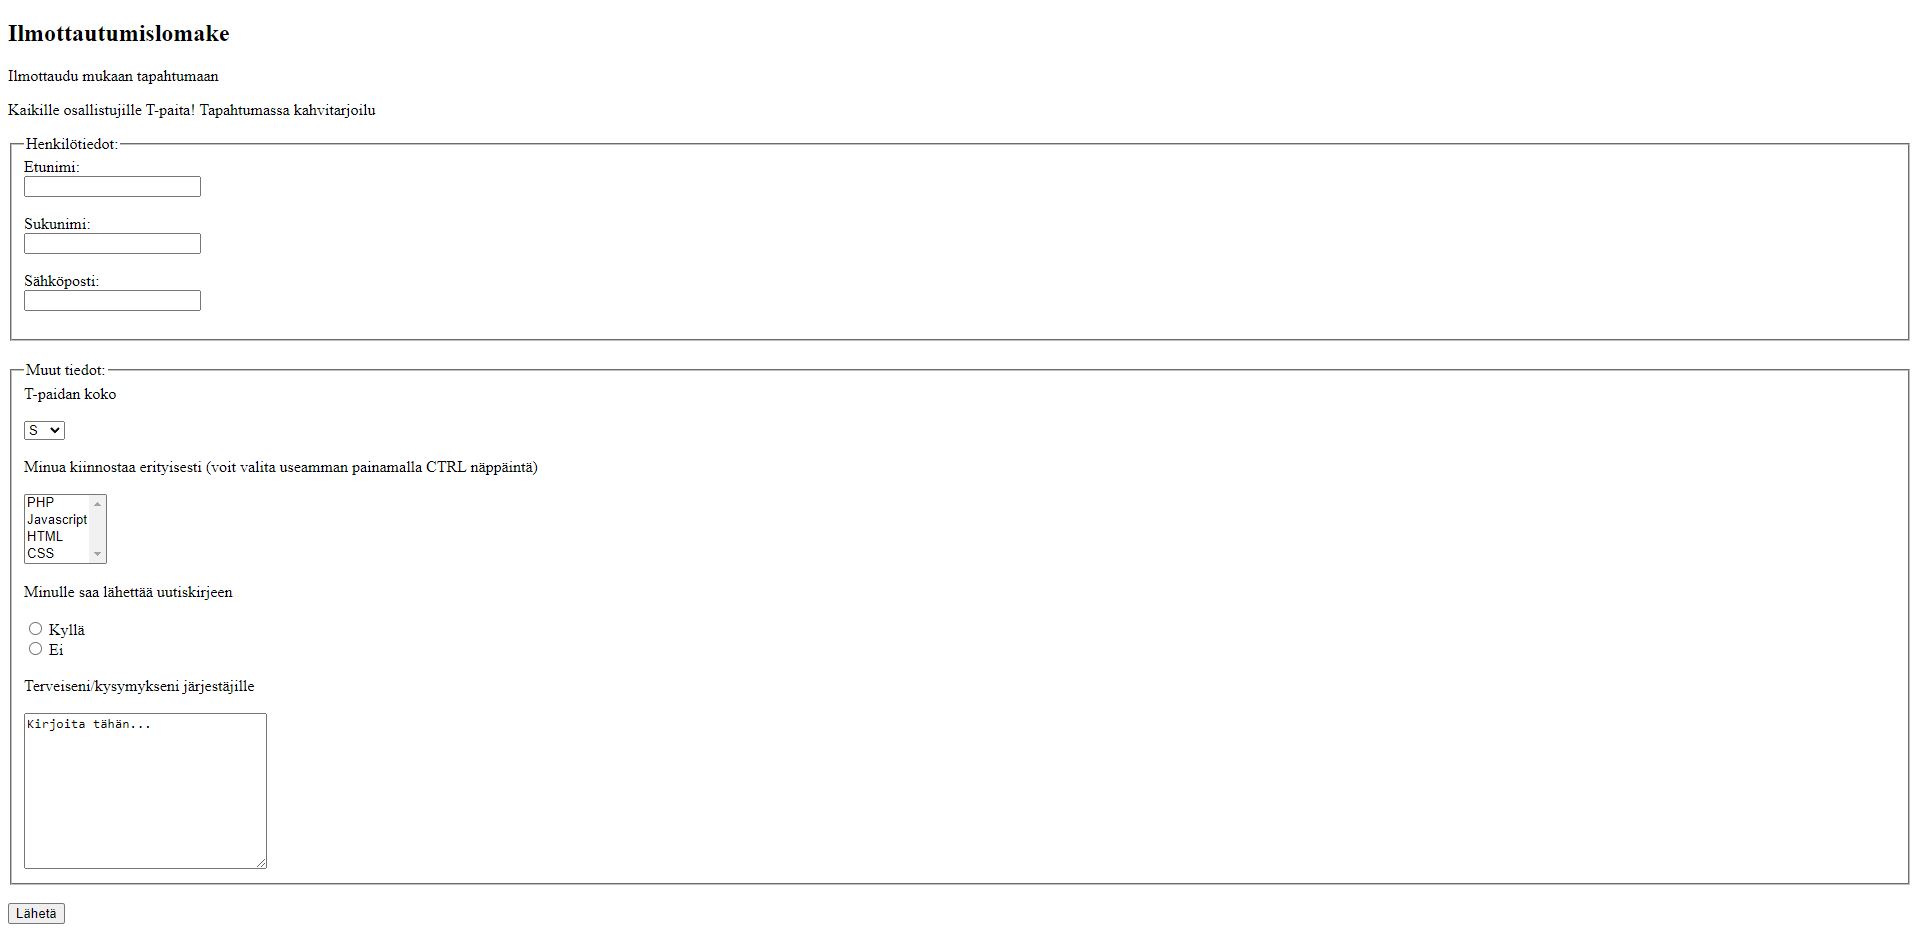 Ilmottautumislomake
Ilmottaudu mukaan tapahtumaan
Kaikille osallistujille T-paita! Tapahtumassa kahvitarjoilu
Henkilötiedot:
Etunimi:
Sukunimi:
Sähköposti:
Muut tiedot:
T-paidan koko
S
Minua kiinnostaa erityisesti (voit valita useamman painamalla CTRL näppäintä)
PHP
Javascript
HTML
CSS
Minulle saa lähettää uutiskirjeen
Kyllä
Ei
Terveiseni/kysymykseni järjestäjille
Kirjoita tähän...
Lähetä